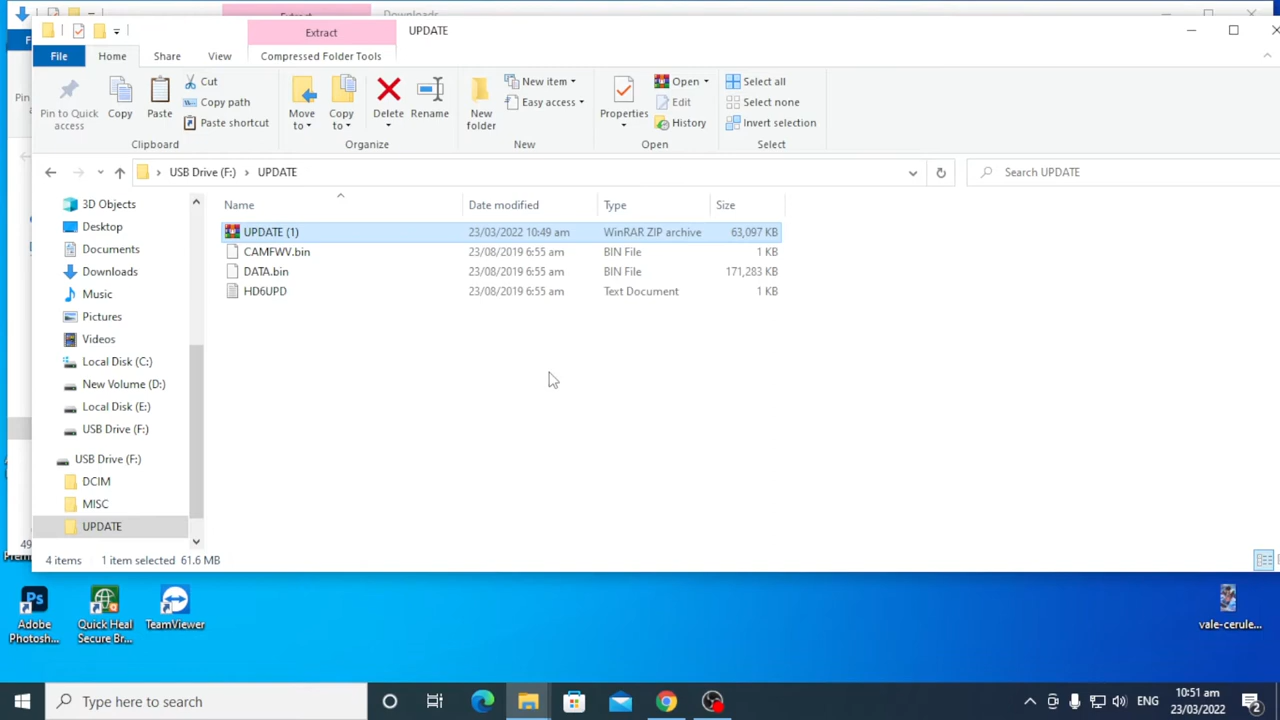 Extract
Downloads
Extract
UPDATE
File
Home
Share
View
Compressed Folder Tools
Pin to Quick access
Copy
Paste
Cut
Copy path
Paste shortcut
Clipboard
Move to
Copy to
Delete
Rename
Organize
New folder
New item
Easy access
New
Properties
Open
Edit
History
Open
Select all
Select none
Invert selection
Select
USB Drive (F:)
UPDATE
Search UPDATE
Name
Date modified
Type
Size
UPDATE (1) 23/03/2022 10:49 am WinRAR ZIP archive 63,097 KB
CAMFWV.bin 23/08/2019 6:55 am BIN File 1 KB
DATA.bin 23/08/2019 6:55 am BIN File 171,283 KB
HD6UPD 23/08/2019 6:55 am Text Document 1 KB
3D Objects
Desktop
Documents
Downloads
Music
Pictures
Videos
Local Disk (C:)
New Volume (D:)
Local Disk (E:)
USB Drive (F:)
USB Drive (F:)
DCIM
MISC
UPDATE
4 items 1 item selected 61.6 MB
Adobe
Photosh...
Quick Heal
Secure Br...
TeamViewer
vale-cerule...
Type here to search
ENG
10:51 am
23/03/2022
2